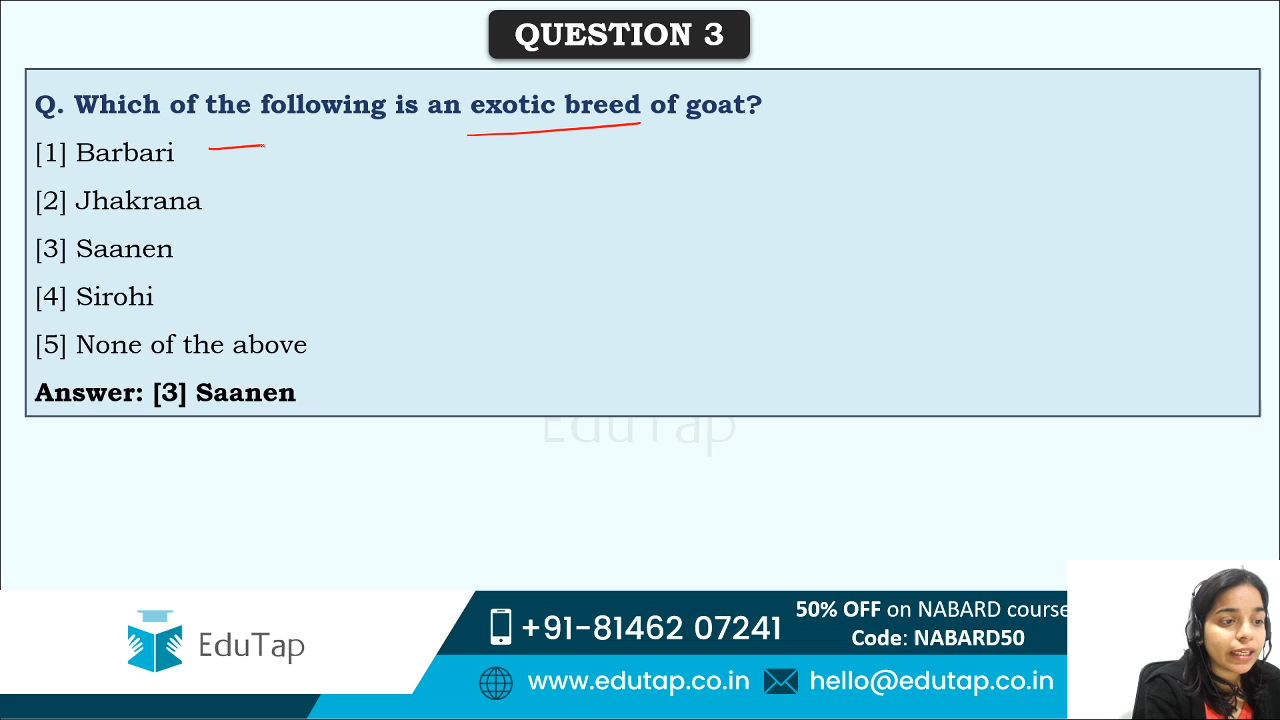 QUESTION 3
Q. Which of the following is an exotic breed of goat?
[1] Barbari
[2] Jhakrana
[3] Saanen
[4] Sirohi
[5] None of the above
Answer: [3] Saanen
EduTap
EduTap
+91-81462 07241
50% OFF on NABARD course
Code: NABARD50
www.edutap.co.in
hello@edutap.co.in